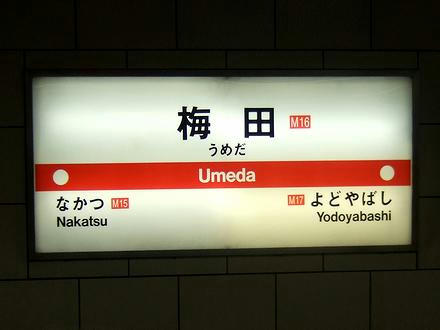 梅田 M16
うめだ
Umeda
なかつ M15
Nakatsu
M17 よどやばし
Yodoyabashi